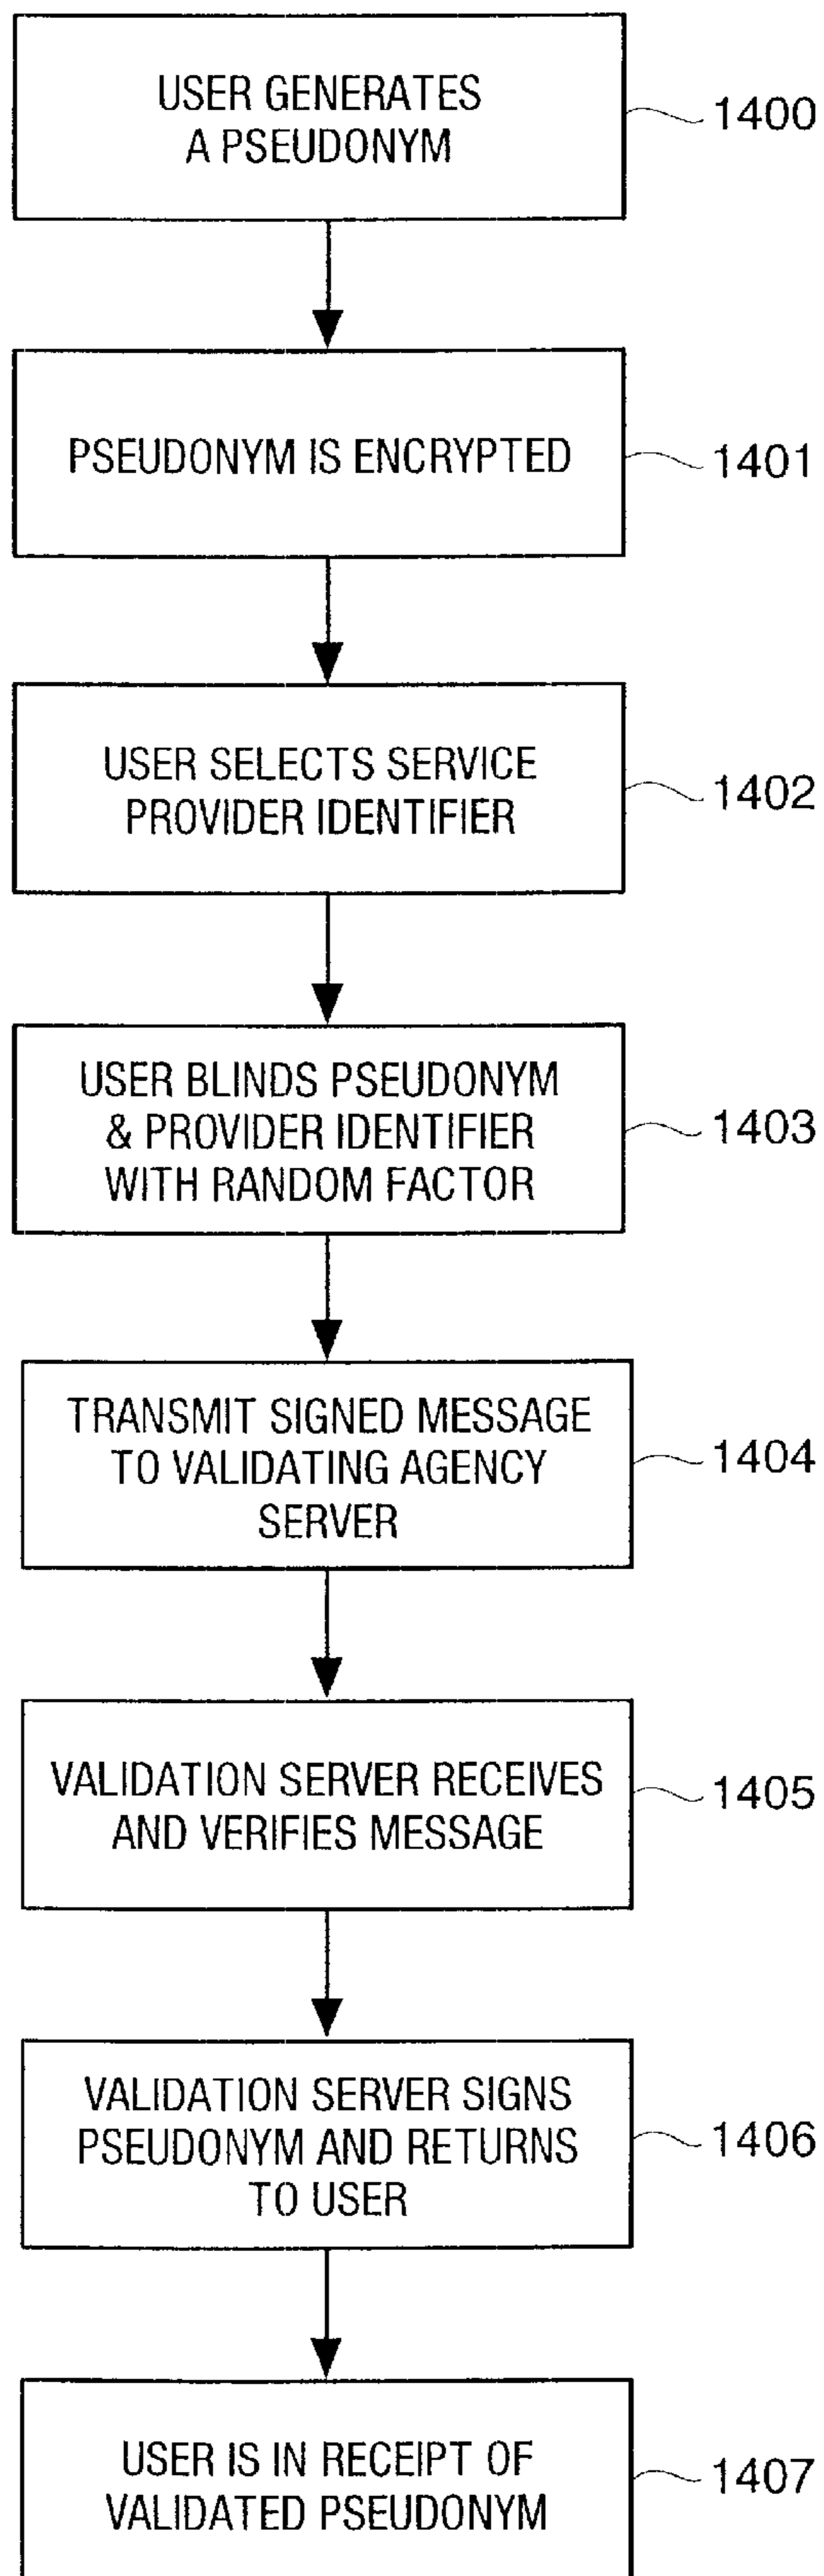 USER GENERATES
A PSEUDONYM
1400
PSEUDONYM IS ENCRYPTED
1401
USER SELECTS SERVICE
PROVIDER IDENTIFIER
1402
USER BLINDS PSEUDONYM
& PROVIDER IDENTIFIER
WITH RANDOM FACTOR
1403
TRANSMIT SIGNED MESSAGE
TO VALIDATING AGENCY
SERVER
1404
VALIDATION SERVER RECEIVES
AND VERIFIES MESSAGE
1405
VALIDATION SERVER SIGNS
PSEUDONYM AND RETURNS
TO USER
1406
USER IS IN RECEIPT OF
VALIDATED PSEUDONYM
1407